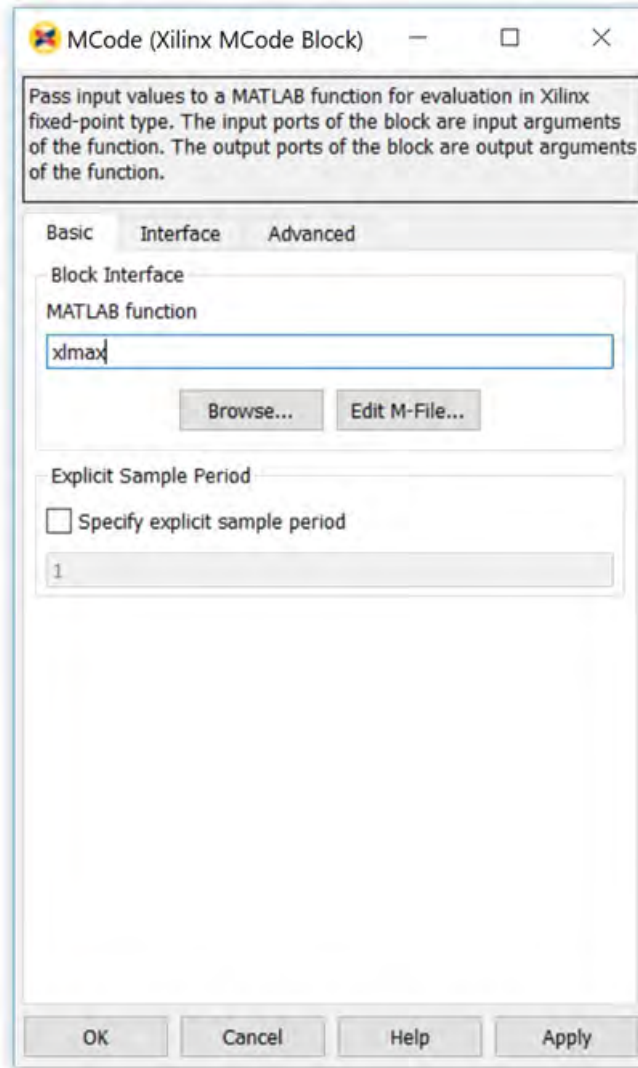 MCode (Xilinx MCode Block)
Pass input values to a MATLAB function for evaluation in Xilinx
fixed-point type. The input ports of the block are input arguments
of the function. The output ports of the block are output arguments
of the function.
Basic Interface Advanced
Block Interface
MATLAB function
xlmax
Browse... Edit M-File...
Explicit Sample Period
Specify explicit sample period
1
OK Cancel Help Apply